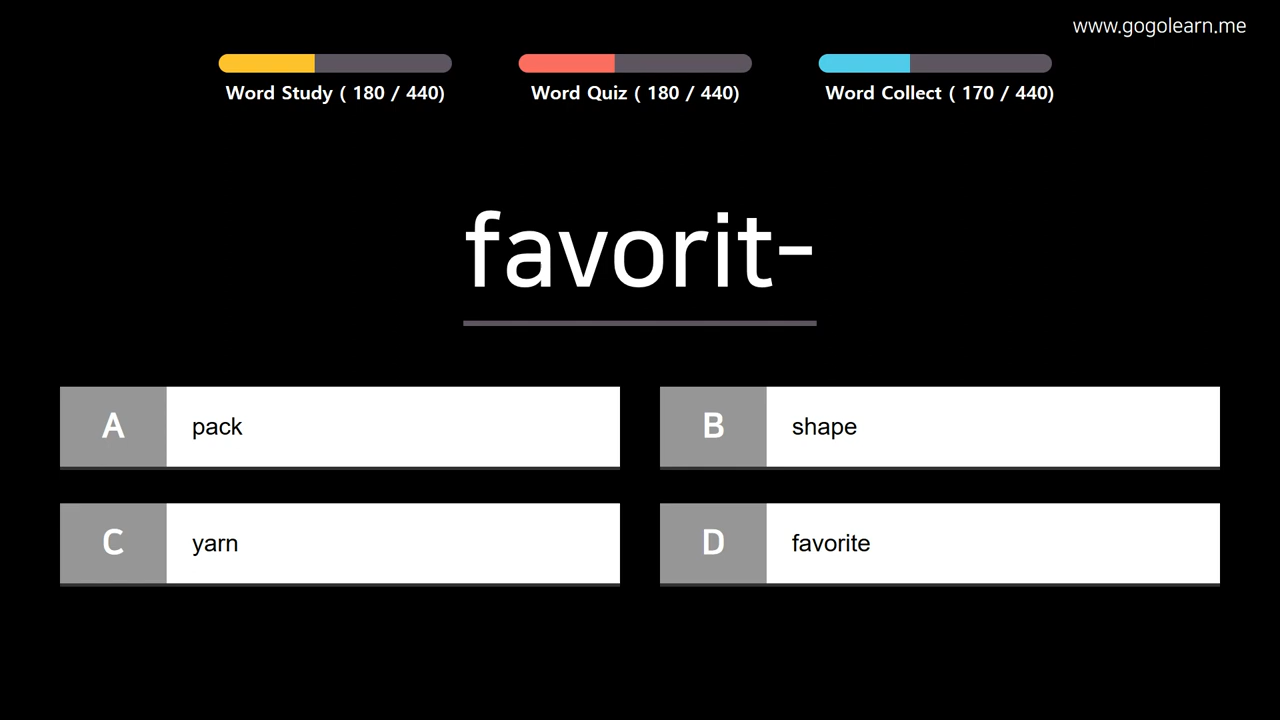 www.gogolearn.me
Word Study ( 180 / 440)
Word Quiz ( 180 / 440)
Word Collect ( 170 / 440)
favorit-
A pack
B shape
C yarn
D favorite